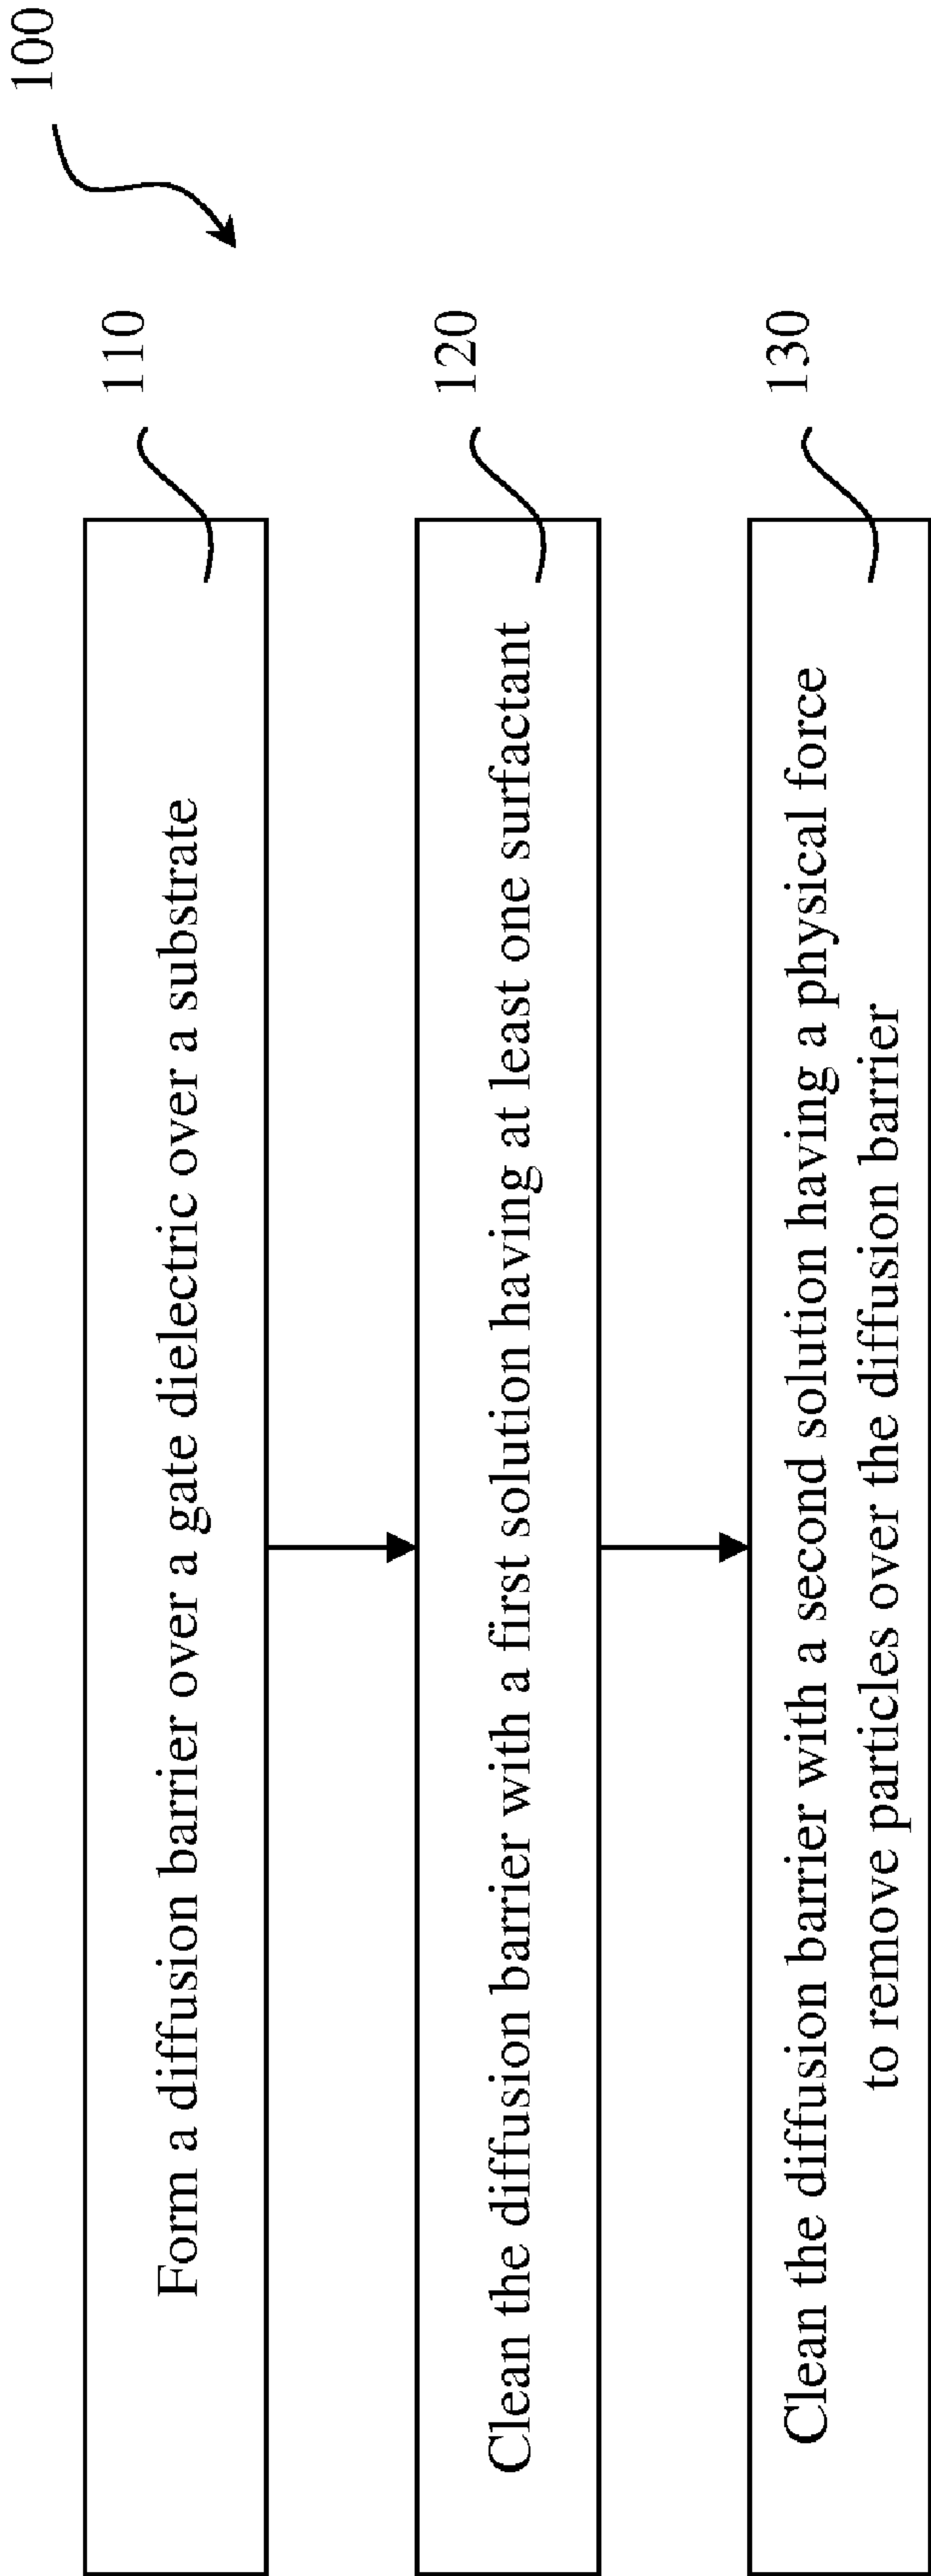 100
110
Form a diffusion barrier over a gate dielectric over a substrate
120
Clean the diffusion barrier with a first solution having at least one surfactant
130
Clean the diffusion barrier with a second solution having a physical force
to remove particles over the diffusion barrier